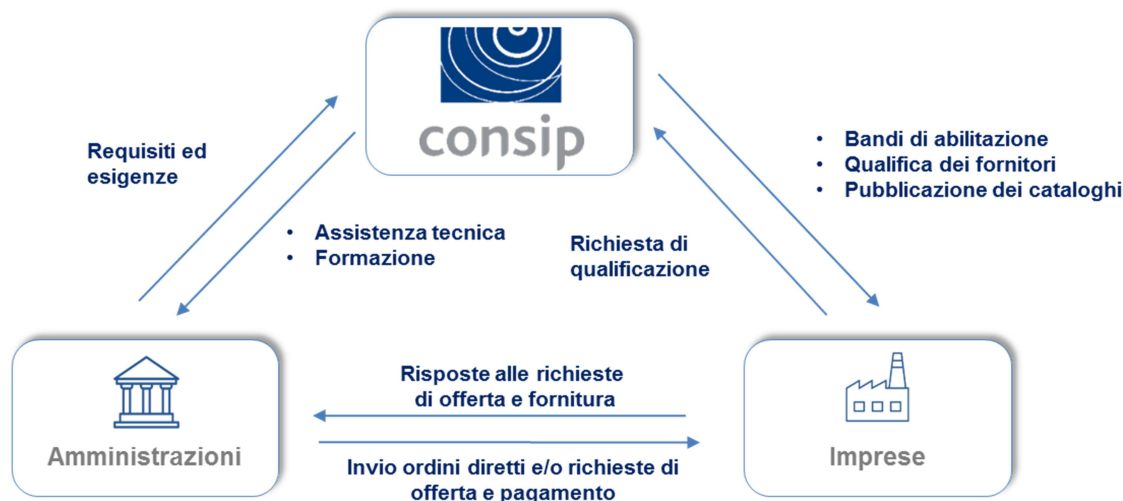 consip
Requisiti ed
esigenze
• Assistenza tecnica
• Formazione
Richiesta di
qualificazione
• Bandi di abilitazione
• Qualifica dei fornitori
• Pubblicazione dei cataloghi
Amministrazioni
Risposte alle richieste
di offerta e fornitura
Invio ordini diretti e/o richieste di
offerta e pagamento
Imprese